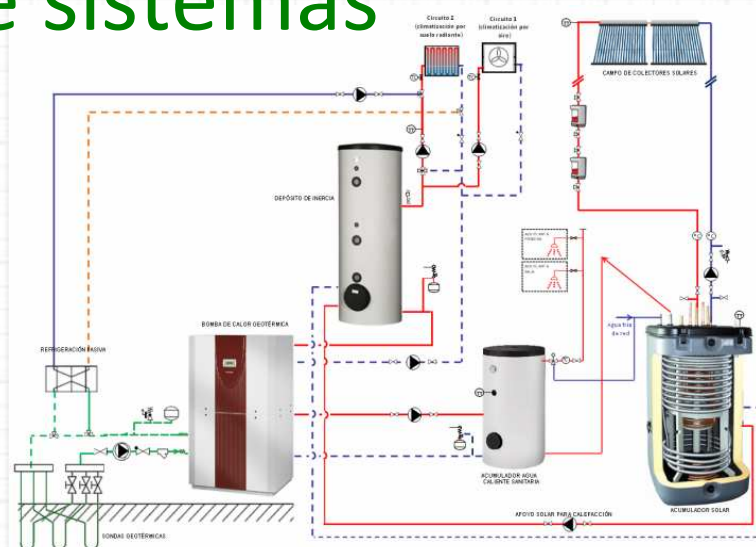 e sistemas
Circuito 2
(climatización por
suelo radiante)
Circuito 1
(climatización por
aire)
CAMPO DE COLECTORES SOLARES
DEPÓSITO DE INERCIA
BOMBA DE CALOR GEOTÉRMICA
REFRIGERACIÓN PASIVA
Agua fría
de red
ACUMULADOR AGUA
CALIENTE SANITARIA
ACUMULADOR SOLAR
APOYO SOLAR PARA CALEFACCIÓN
SONDAS GEOTÉRMICAS